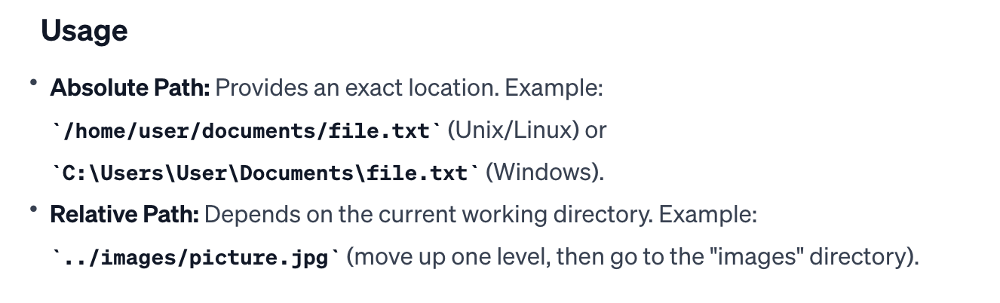 Usage
• Absolute Path: Provides an exact location. Example:
`/home/user/documents/file.txt` (Unix/Linux) or
`C:\Users\User\Documents\file.txt` (Windows).
• Relative Path: Depends on the current working directory. Example:
`../images/picture.jpg` (move up one level, then go to the "images" directory).